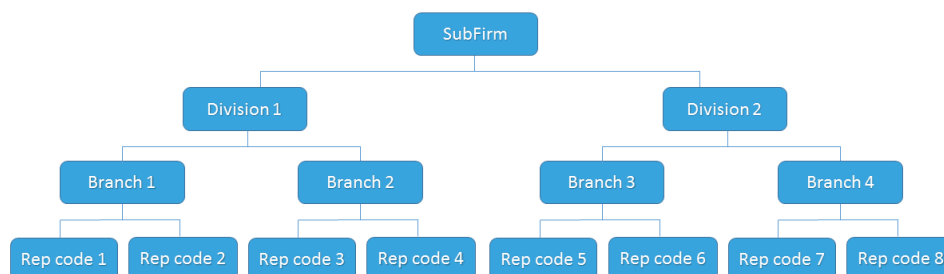 SubFirm
Division 1
Division 2
Branch 1
Branch 2
Branch 3
Branch 4
Rep code 1
Rep code 2
Rep code 3
Rep code 4
Rep code 5
Rep code 6
Rep code 7
Rep code 8